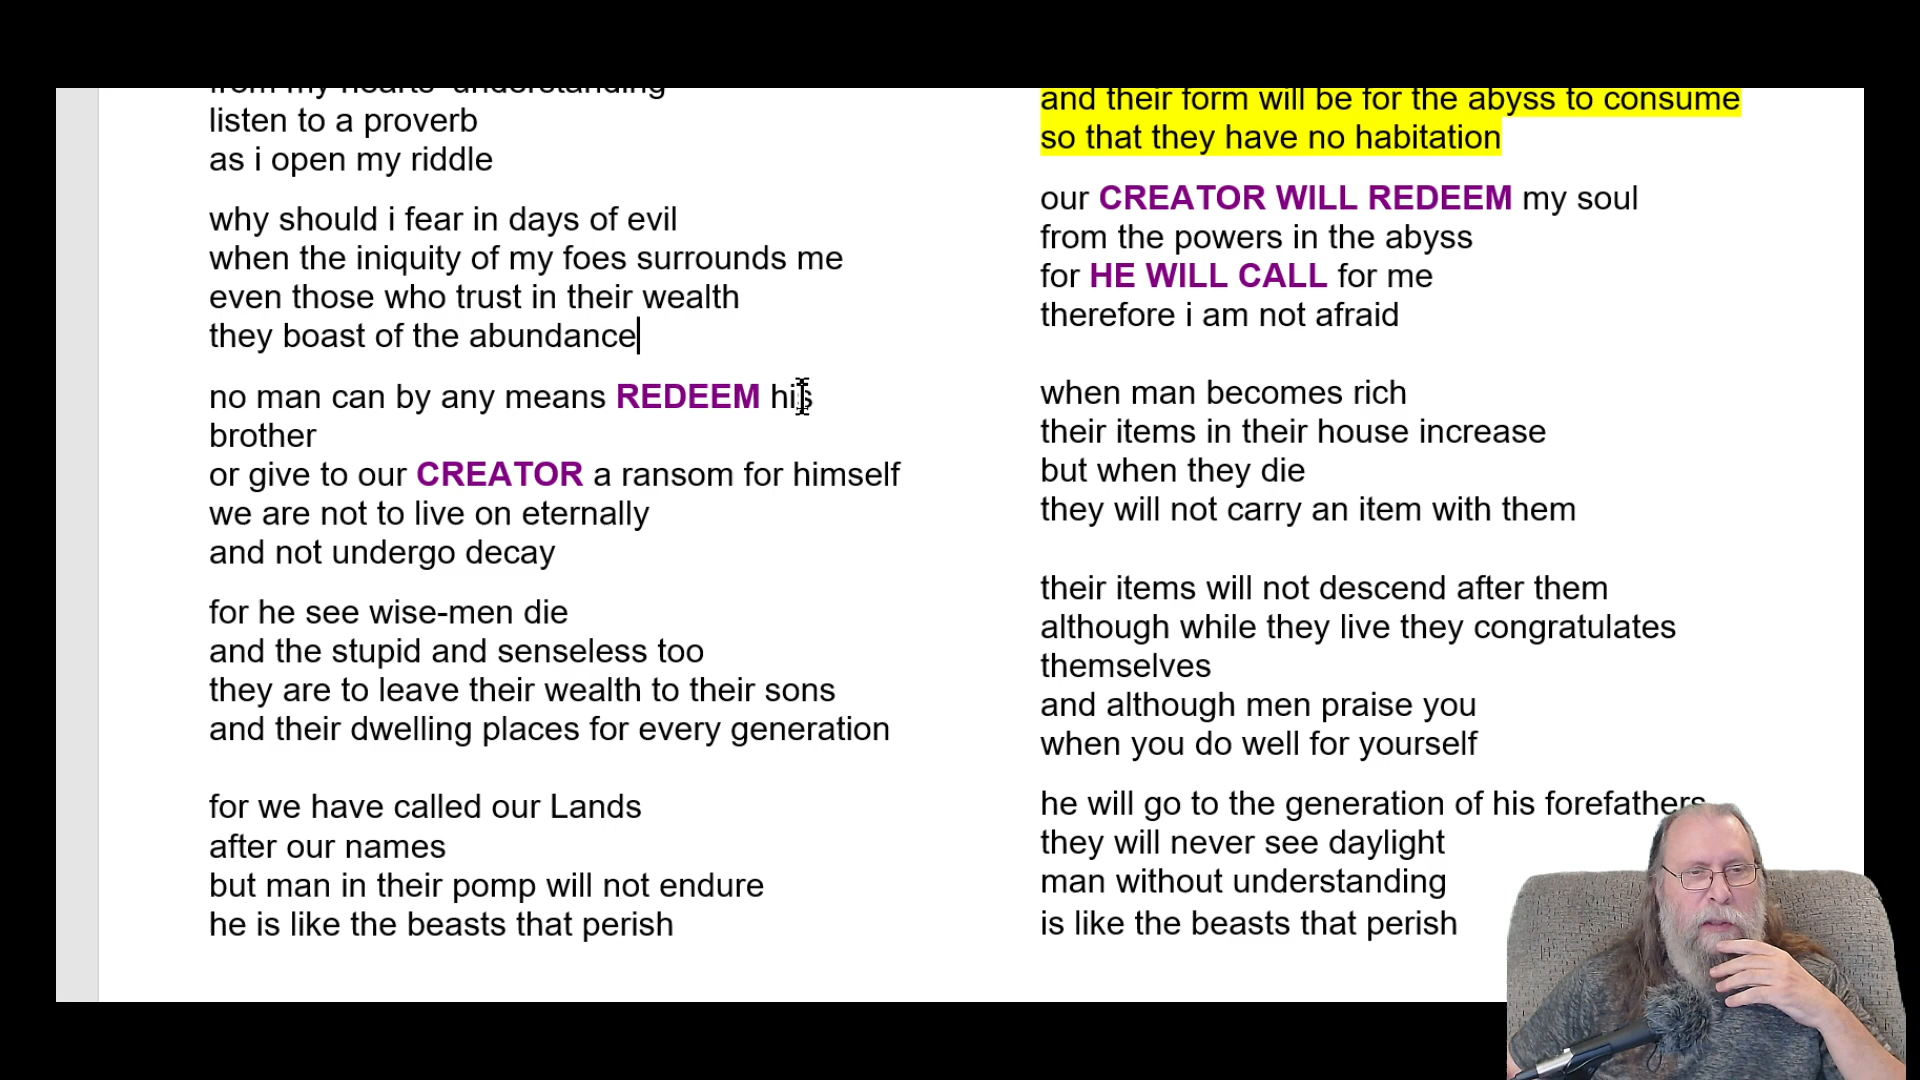 from my hearts' understanding
listen to a proverb
as i open my riddle
why should i fear in days of evil
when the iniquity of my foes surrounds me
even those who trust in their wealth
they boast of the abundance
no man can by any means REDEEM his
brother
or give to our CREATOR a ransom for himself
we are not to live on eternally
and not undergo decay
for he see wise-men die
and the stupid and senseless too
they are to leave their wealth to their sons
and their dwelling places for every generation
for we have called our Lands
after our names
but man in their pomp will not endure
he is like the beasts that perish
and their form will be for the abyss to consume
so that they have no habitation
our CREATOR WILL REDEEM my soul
from the powers in the abyss
for HE WILL CALL for me
therefore i am not afraid
when man becomes rich
their items in their house increase
but when they die
they will not carry an item with them
their items will not descend after them
although while they live they congratulates
themselves
and although men praise you
when you do well for yourself
he will go to the generation of his forefathers
they will never see daylight
man without understanding
is like the beasts that perish